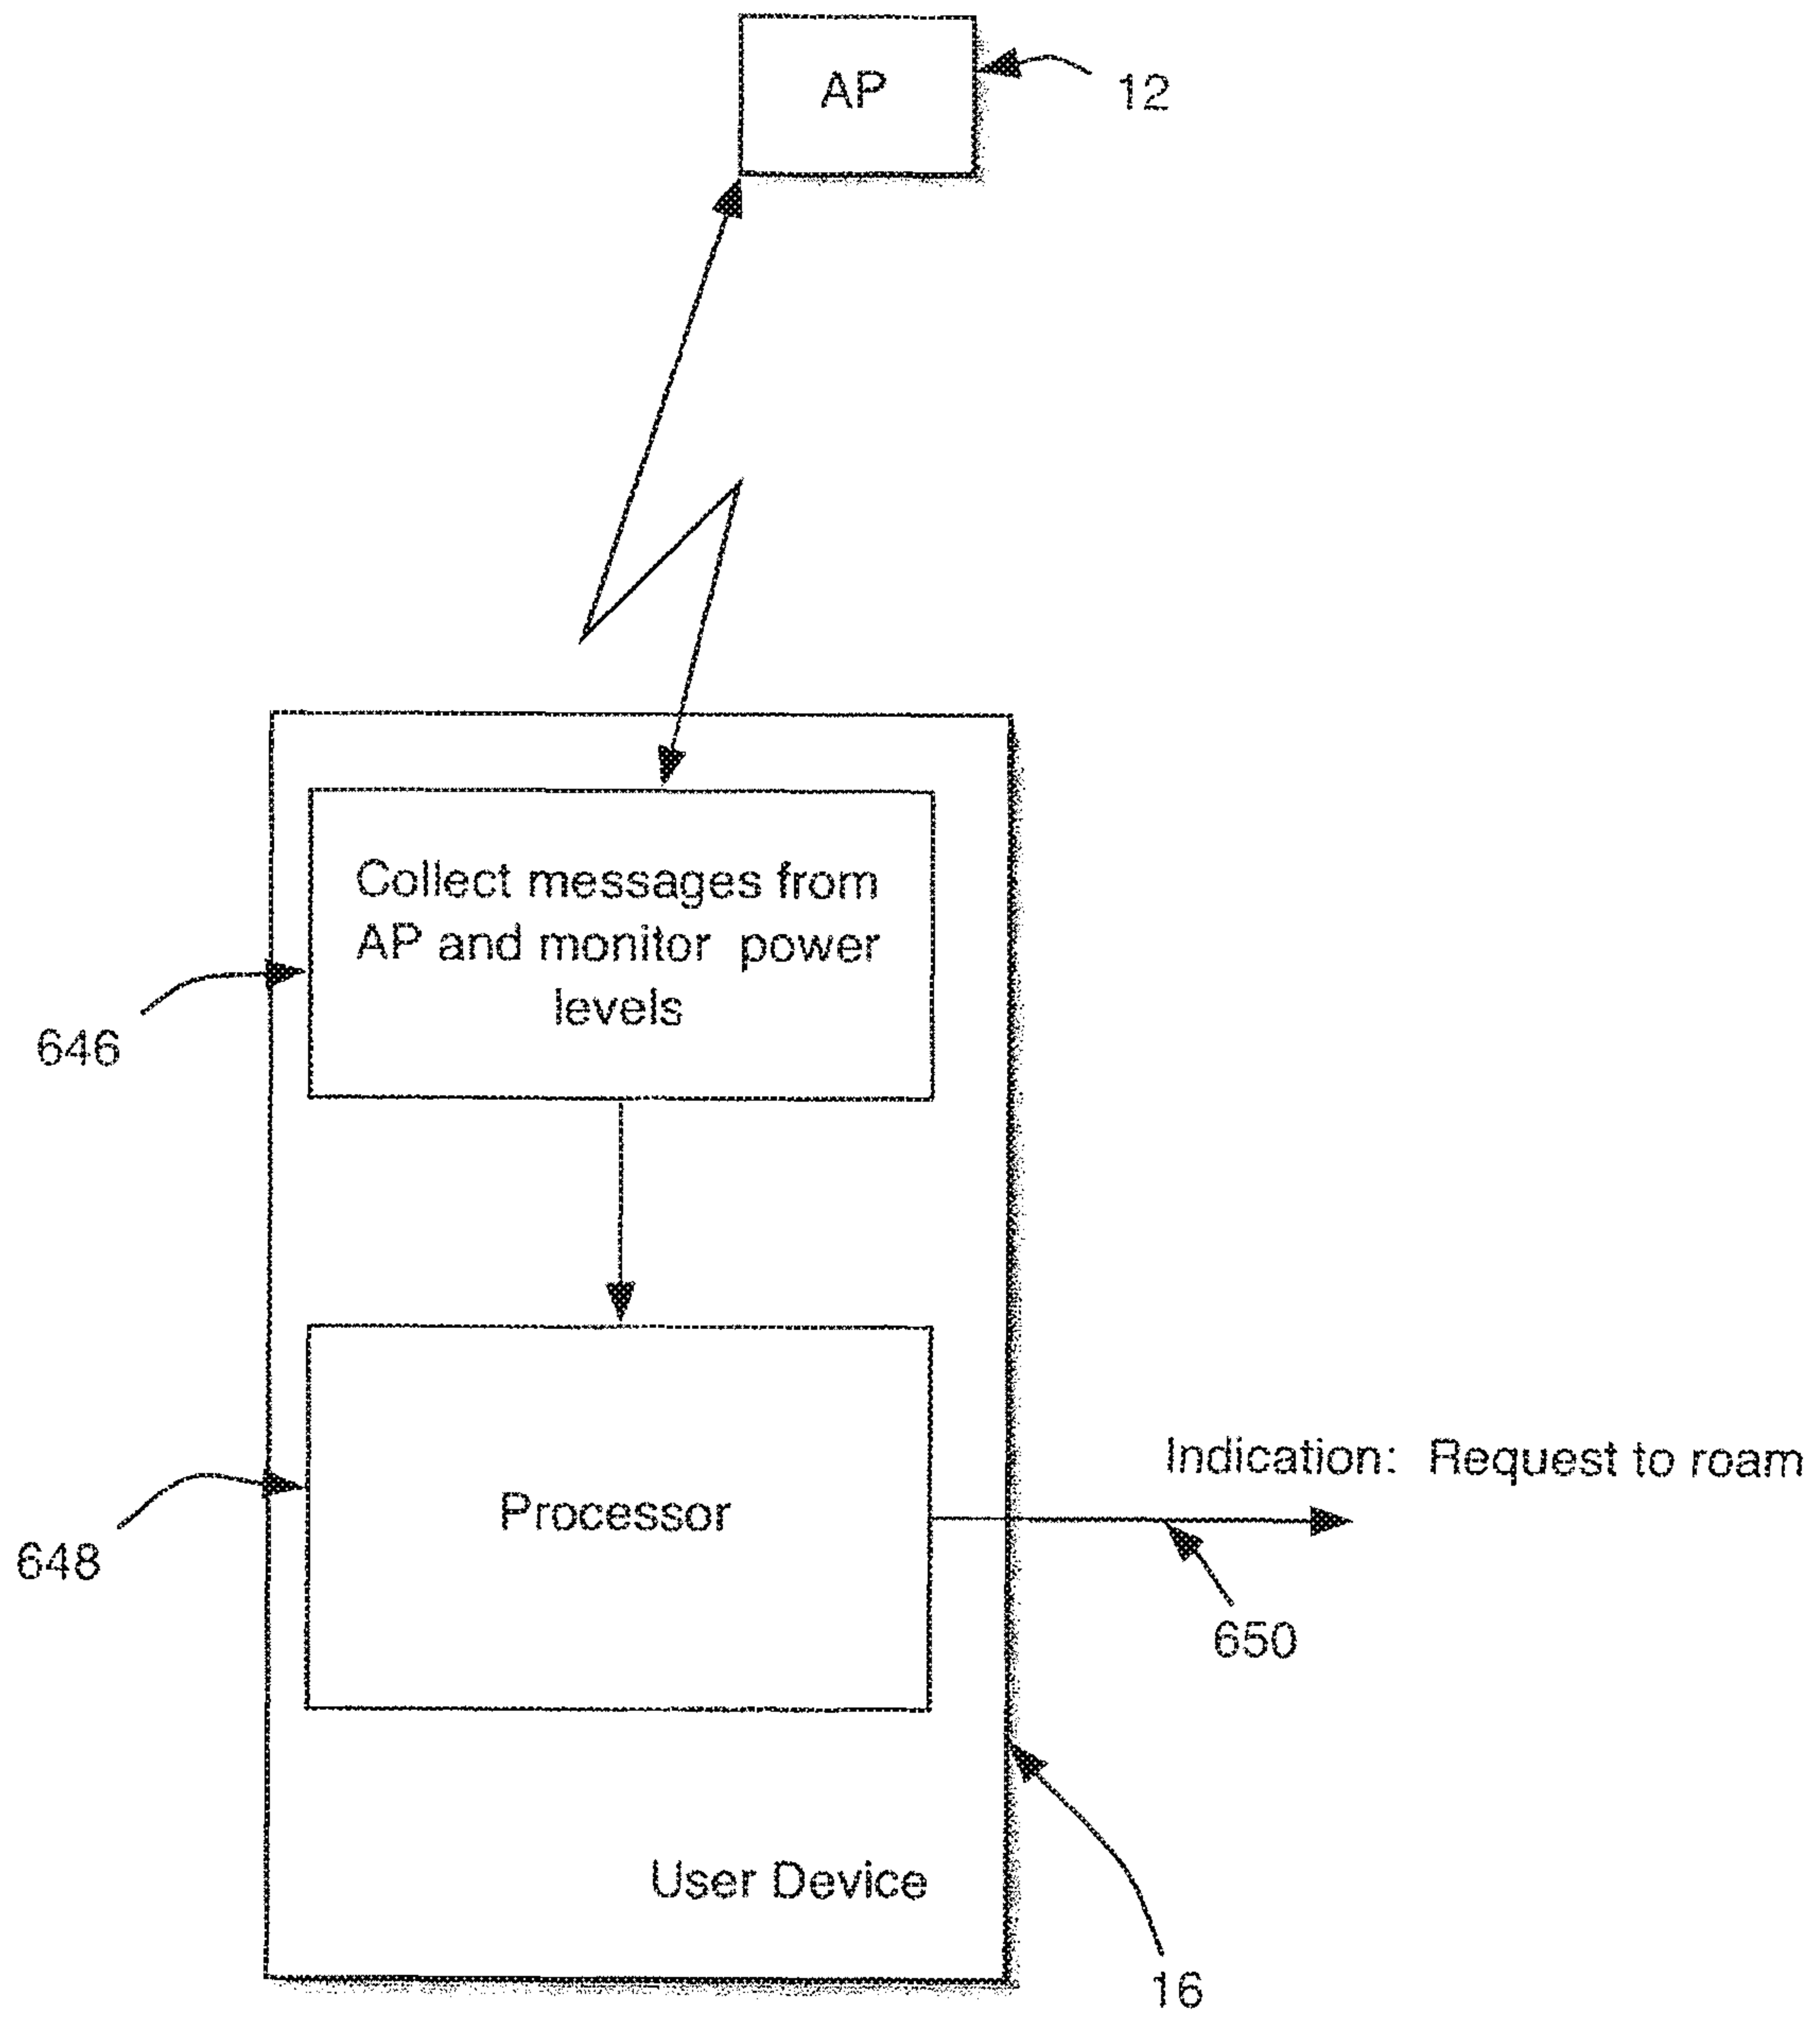 AP
12
Collect messages from
AP and monitor power
levels
646
Indication: Request to roam
Processor
648
650
User Device
16